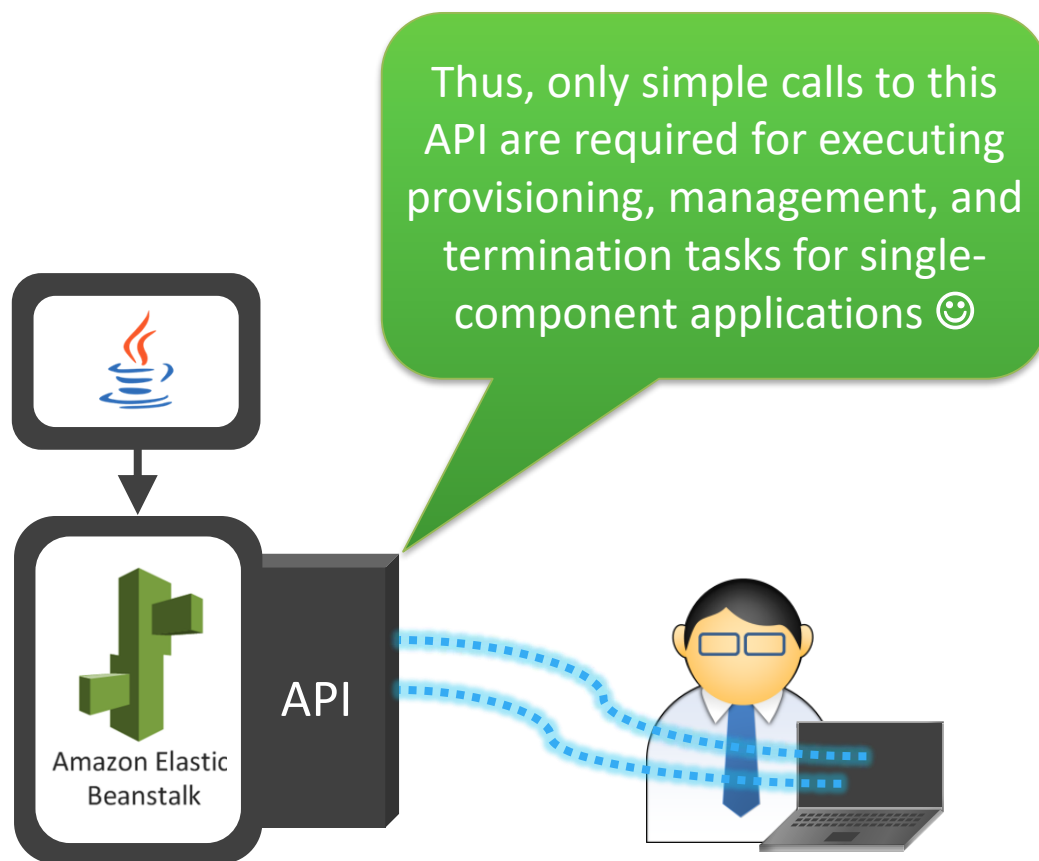 Thus, only simple calls to this
API are required for executing
provisioning, management, and
termination tasks for single-
component applications ☺
API
Amazon Elastic
Beanstalk